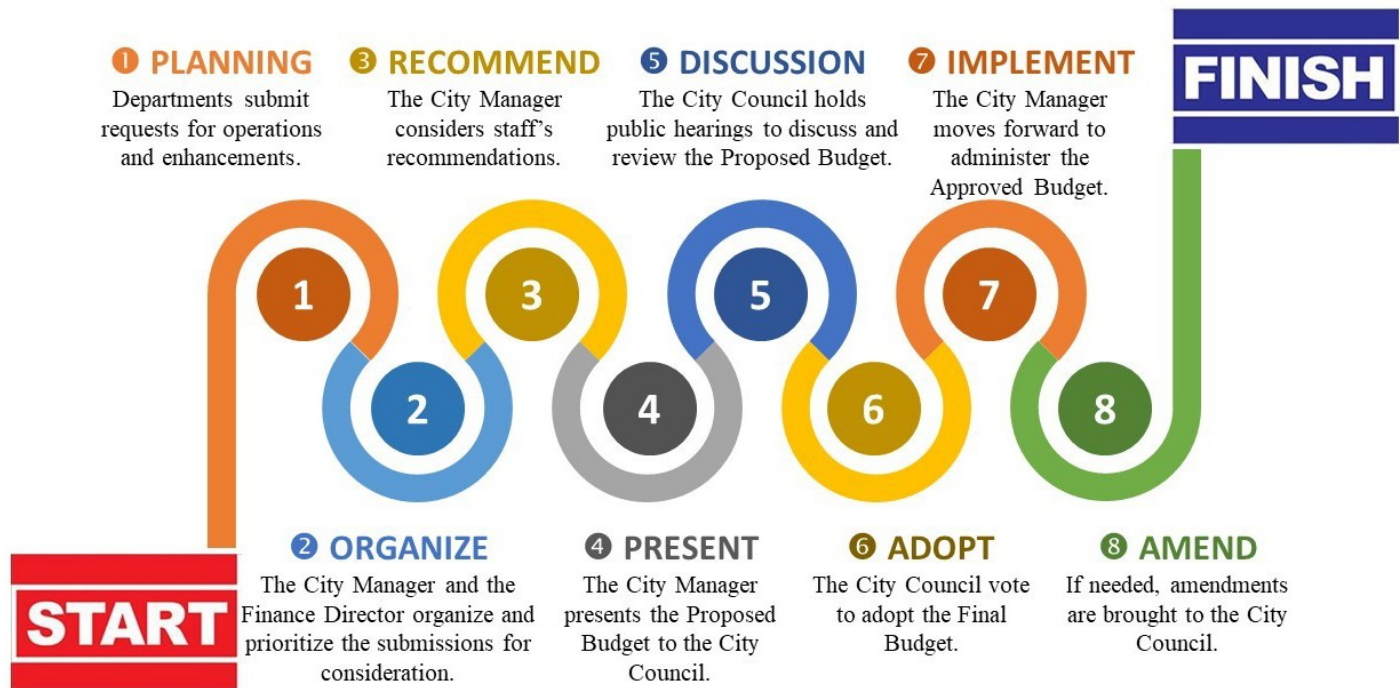 ❶ PLANNING
Departments submit
requests for operations
and enhancements.
❸ RECOMMEND
The City Manager
considers staff’s
recommendations.
❺ DISCUSSION
The City Council holds
public hearings to discuss and
review the Proposed Budget.
❼ IMPLEMENT
The City Manager
moves forward to
administer the
Approved Budget.
FINISH
1
3
5
7
2
4
6
8
START
❷ ORGANIZE
The City Manager and the
Finance Director organize and
prioritize the submissions for
consideration.
❹ PRESENT
The City Manager
presents the Proposed
Budget to the City
Council.
❻ ADOPT
The City Council vote
to adopt the Final
Budget.
❽ AMEND
If needed, amendments
are brought to the City
Council.